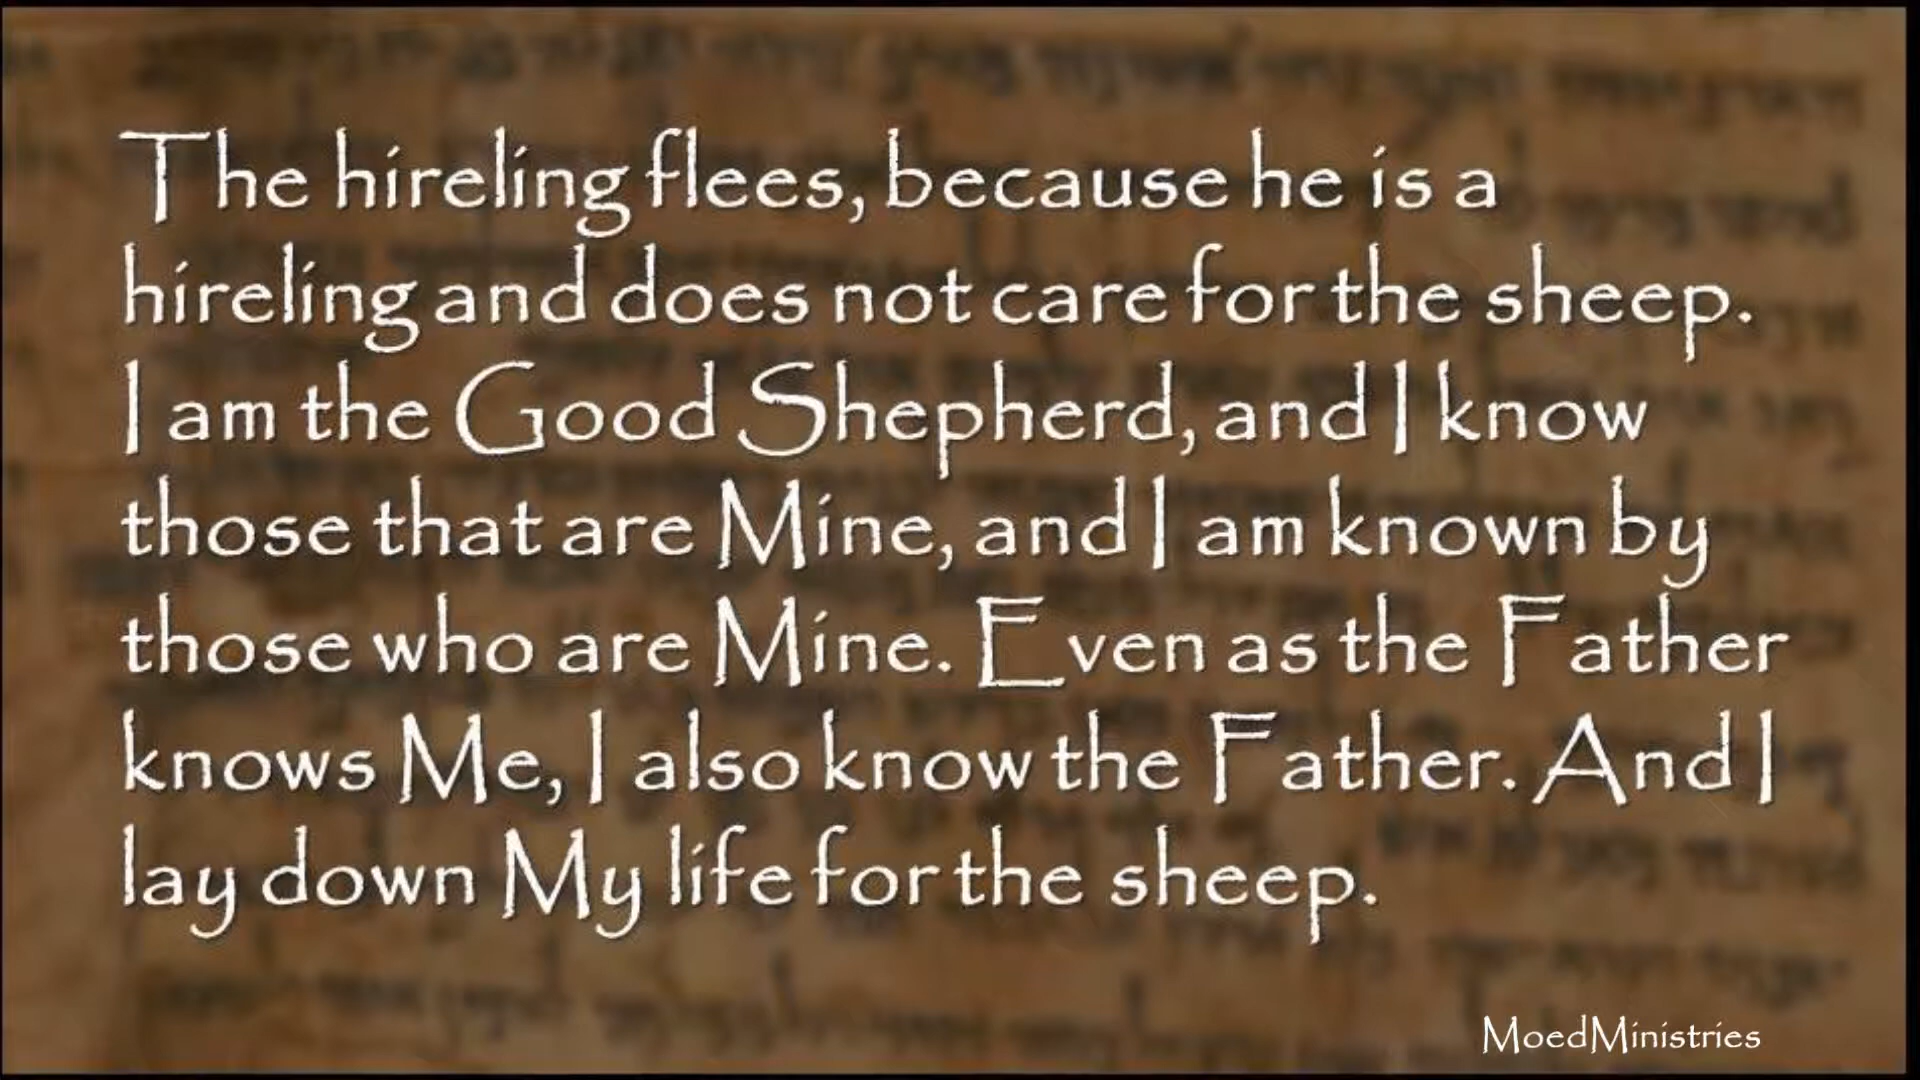 The hireling flees, because he is a
hireling and does not care for the sheep.
I am the Good Shepherd, and I know
those that are Mine, and I am known by
those who are Mine. Even as the Father
knows Me, I also know the Father. And I
lay down My life for the sheep.
MoedMinistries